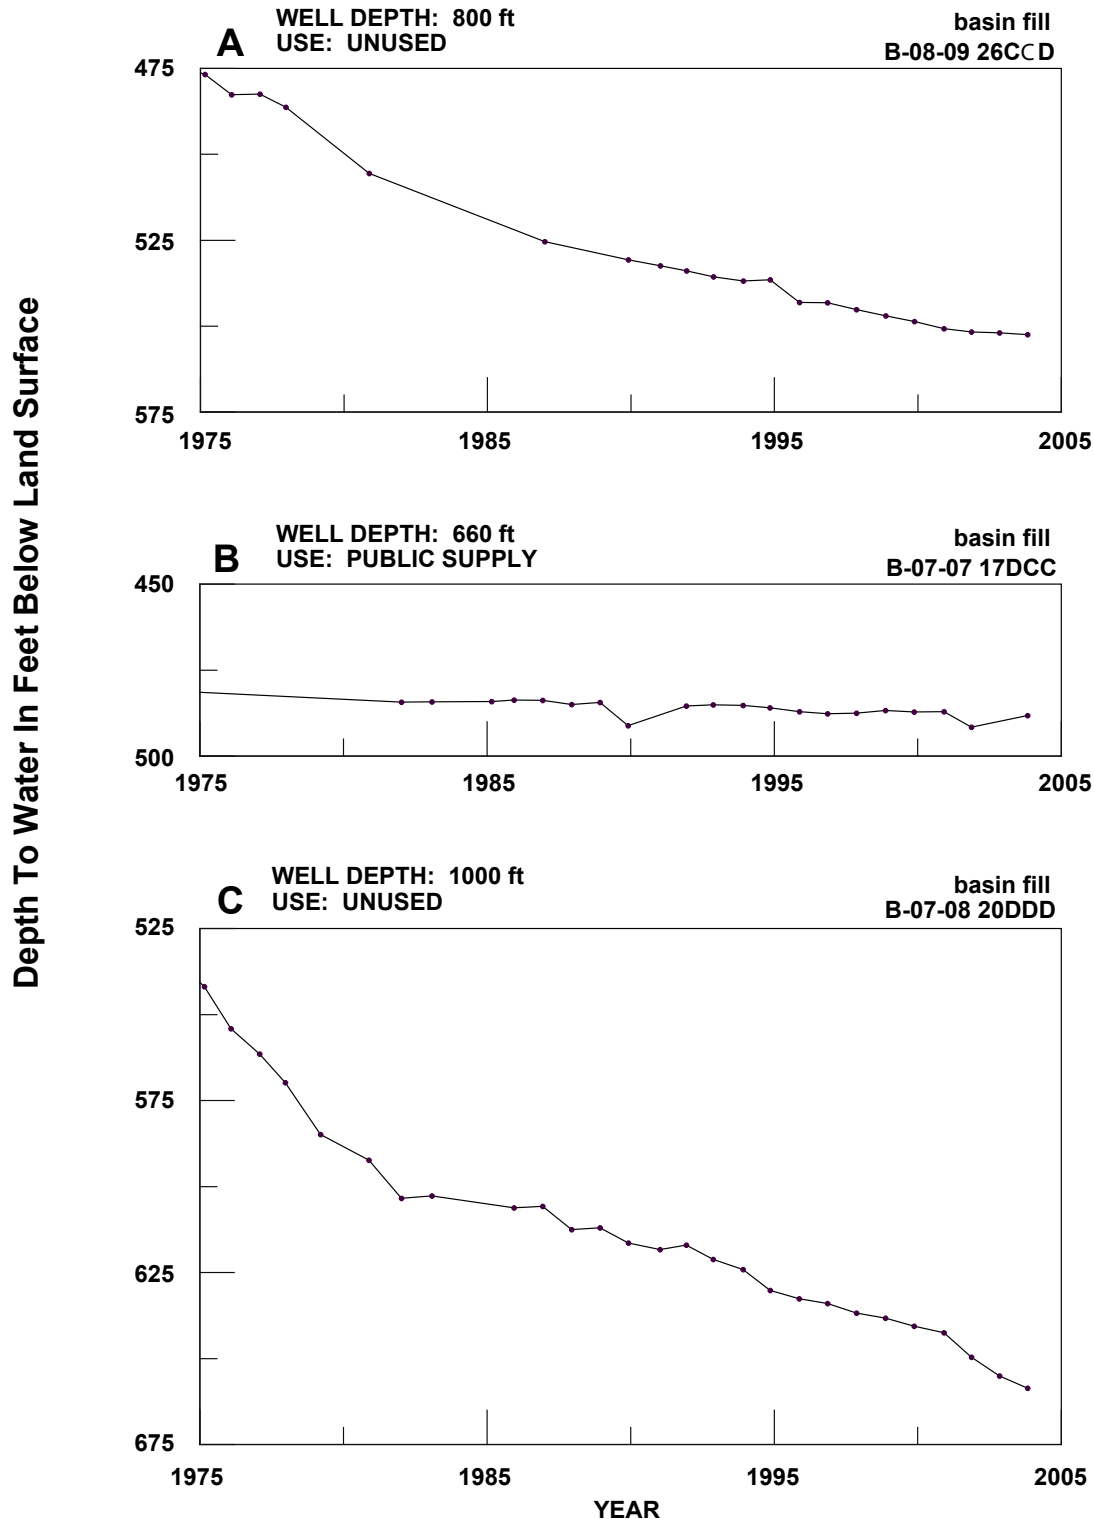 Depth To Water In Feet Below Land Surface
A
WELL DEPTH: 800 ft
USE: UNUSED
basin fill
B-08-09 26CCD
475
525
575
1975 1985 1995 2005
B
WELL DEPTH: 660 ft
USE: PUBLIC SUPPLY
basin fill
B-07-07 17DCC
450
500
1975 1985 1995 2005
C
WELL DEPTH: 1000 ft
USE: UNUSED
basin fill
B-07-08 20DDD
525
575
625
675
1975 1985 1995 2005
YEAR